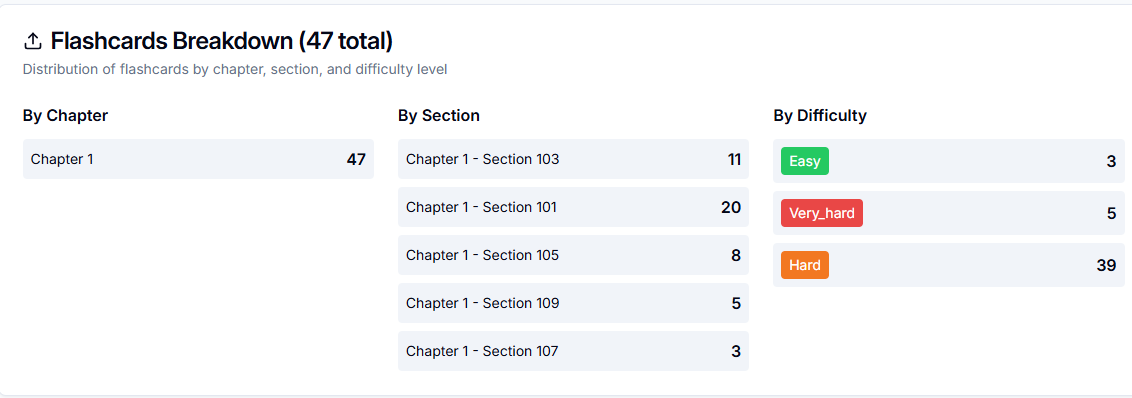 Flashcards Breakdown (47 total)
Distribution of flashcards by chapter, section, and difficulty level
By Chapter
Chapter 1 47
By Section
Chapter 1 - Section 103 11
Chapter 1 - Section 101 20
Chapter 1 - Section 105 8
Chapter 1 - Section 109 5
Chapter 1 - Section 107 3
By Difficulty
Easy 3
Very_hard 5
Hard 39